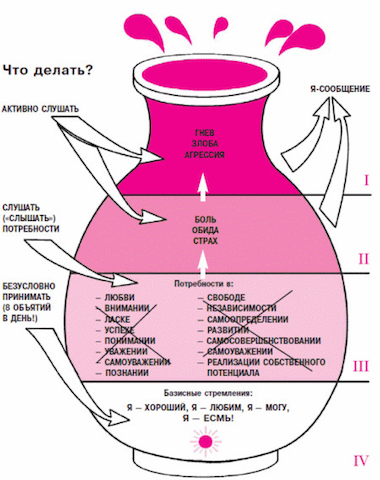 Что делать?
АКТИВНО СЛУШАТЬ
Я-СООБЩЕНИЕ
ГНЕВ
ЗЛОБА
АГРЕССИЯ
I
СЛУШАТЬ
(«СЛЫШАТЬ»)
ПОТРЕБНОСТИ
БОЛЬ
ОБИДА
СТРАХ
II
БЕЗУСЛОВНО
ПРИНИМАТЬ
(8 ОБЪЯТИЙ
В ДЕНЬ!)
Потребности в:
— ЛЮБВИ
— ВНИМАНИИ
— ЛАСКЕ
— УСПЕХЕ
— ПОНИМАНИИ
— УВАЖЕНИИ
— САМОУВАЖЕНИИ
— ПОЗНАНИИ
— СВОБОДЕ
— НЕЗАВИСИМОСТИ
— САМООПРЕДЕЛЕНИИ
— РАЗВИТИИ
— САМОСОВЕРШЕНСТВОВАНИИ
— САМОУВАЖЕНИИ
— РЕАЛИЗАЦИИ СОБСТВЕННОГО
ПОТЕНЦИАЛА
III
Базисные стремления:
Я — ХОРОШИЙ, Я — ЛЮБИМ, Я — МОГУ,
Я — ЕСМЬ!
IV